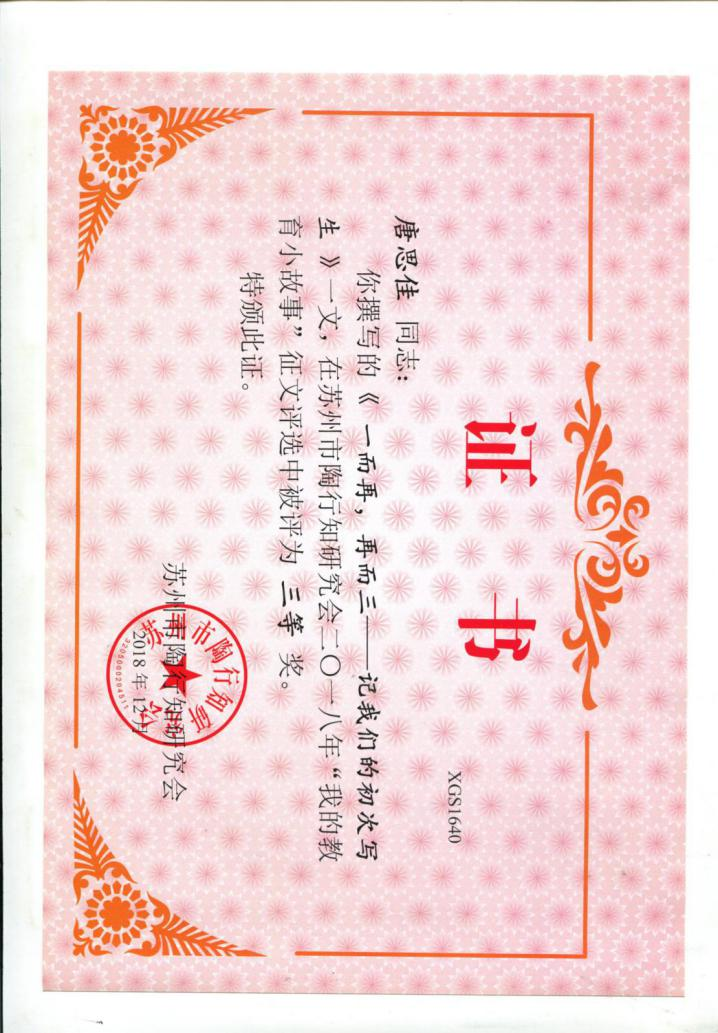 证书
XGS1640
唐思佳 同志：
你撰写的《一而再，再而三——记我们的初次写
生》一文，在苏州市陶行知研究会二〇一八年“我的教
育小故事”征文评选中被评为 三等 奖。
特颁此证。
苏州市陶行知研究会
2018年12月
3205000204511